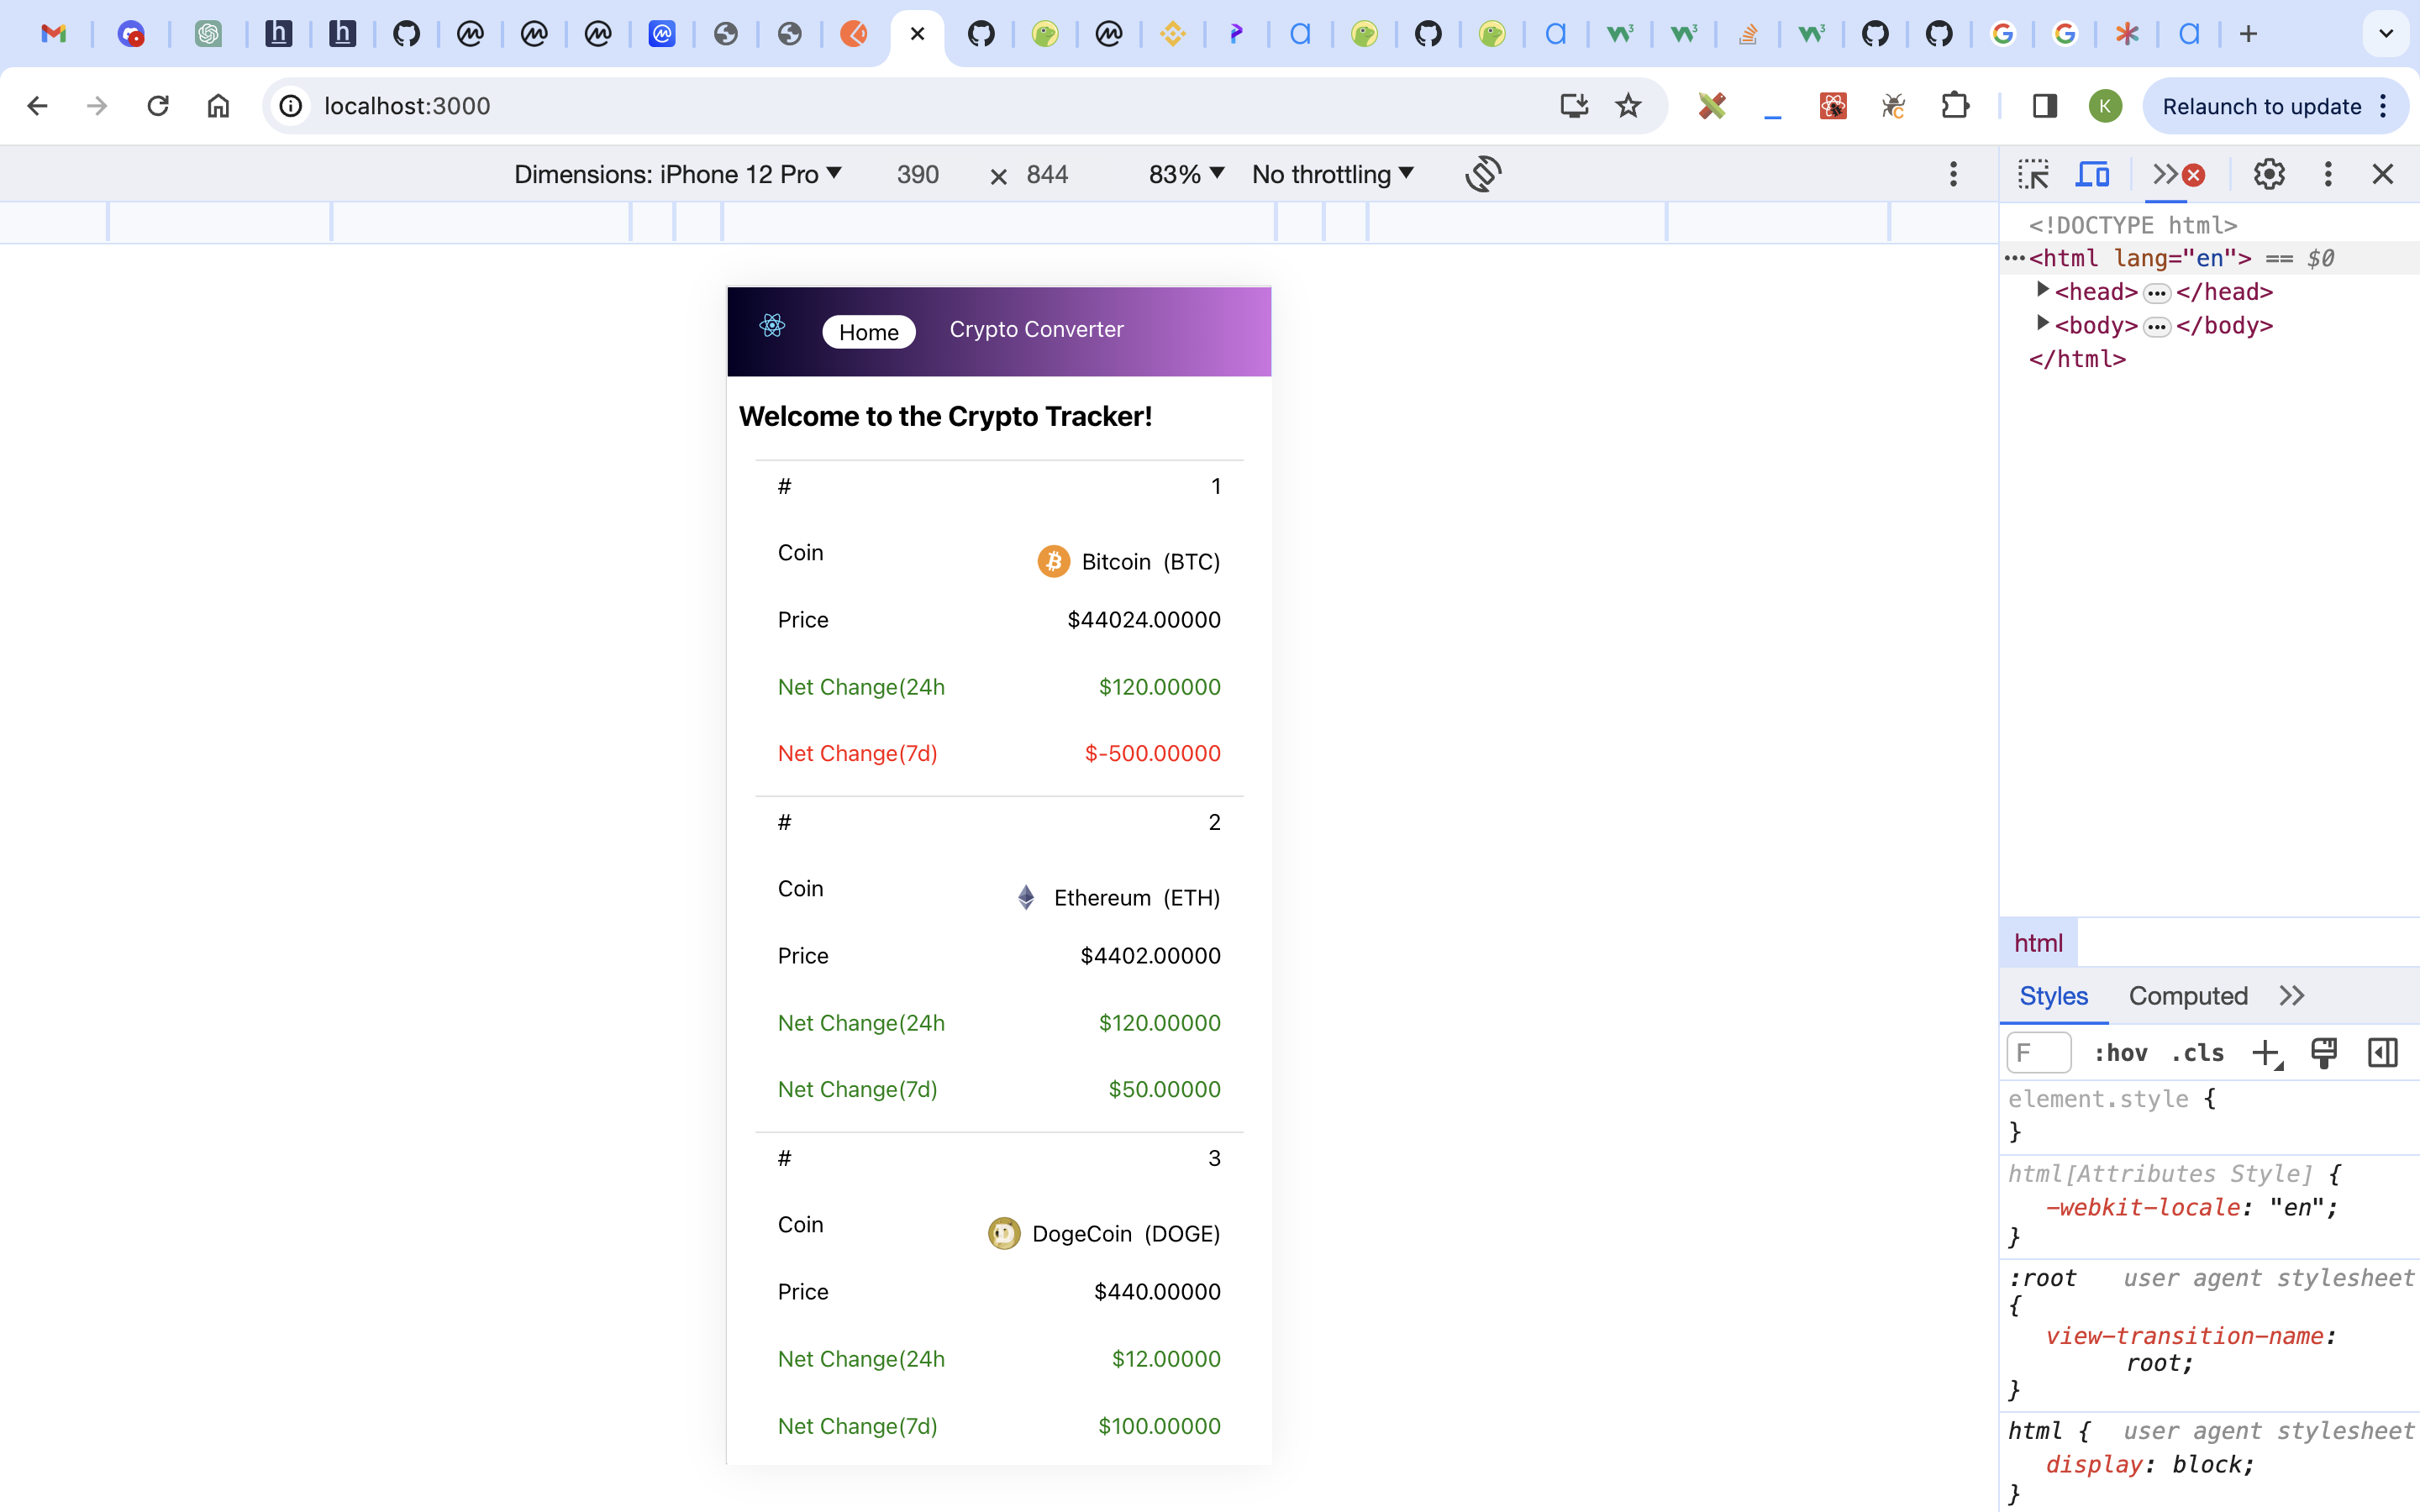 localhost:3000
K
Relaunch to update
Dimensions: iPhone 12 Pro 390 × 844 83% No throttling
Home Crypto Converter
Welcome to the Crypto Tracker!
# 1
Coin Bitcoin (BTC)
Price $44024.00000
Net Change(24h $120.00000
Net Change(7d) $-500.00000
# 2
Coin Ethereum (ETH)
Price $4402.00000
Net Change(24h $120.00000
Net Change(7d) $50.00000
# 3
Coin DogeCoin (DOGE)
Price $440.00000
Net Change(24h $12.00000
Net Change(7d) $100.00000
<!DOCTYPE html>
<html lang="en"> == $0
<head> </head>
<body> </body>
</html>
html
Styles Computed
F :hov .cls
element.style {
}
html[Attributes Style] {
-webkit-locale: "en";
}
:root user agent stylesheet
{
view-transition-name:
root;
}
html { user agent stylesheet
display: block;
}